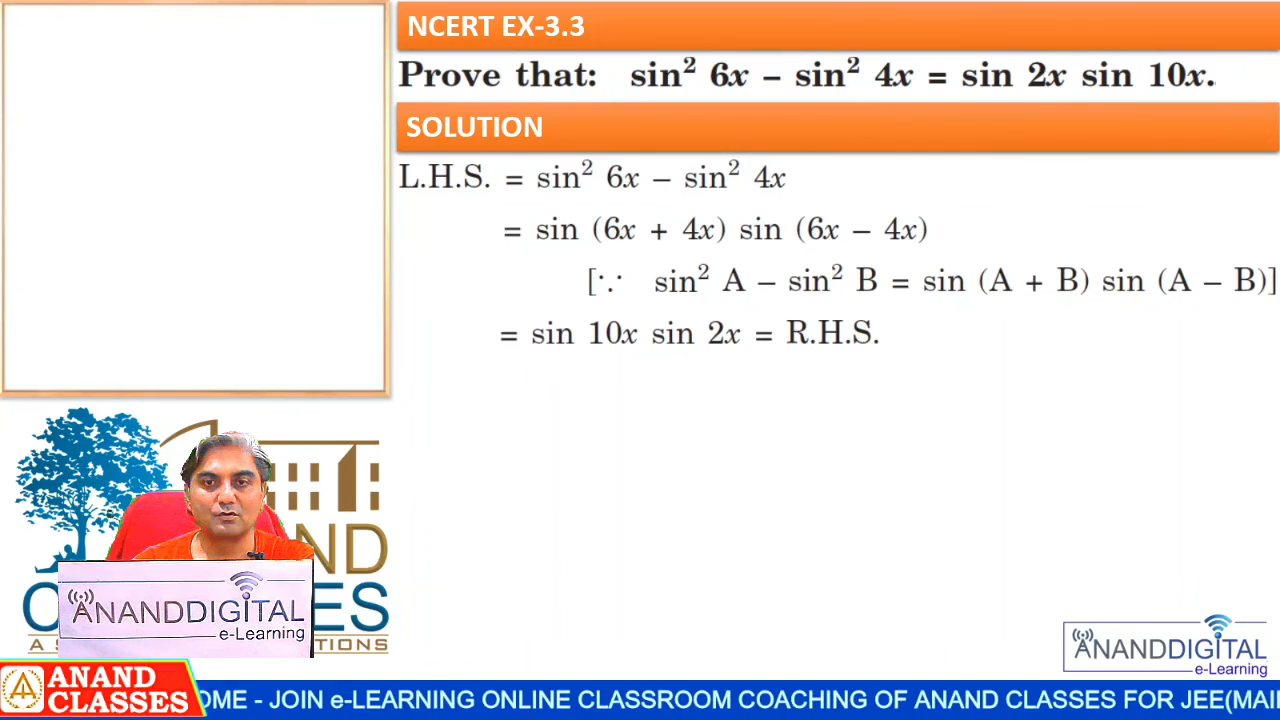 NCERT EX-3.3
Prove that: sin² 6x – sin² 4x = sin 2x sin 10x.
SOLUTION
L.H.S. = sin² 6x – sin² 4x
= sin (6x + 4x) sin (6x – 4x)
[∵ sin² A – sin² B = sin (A + B) sin (A – B)]
= sin 10x sin 2x = R.H.S.
ANANDDIGITAL
e-Learning
ANANDDIGITAL
e-Learning
ANAND
CLASSES
OME - JOIN e-LEARNING ONLINE CLASSROOM COACHING OF ANAND CLASSES FOR JEE(MAI